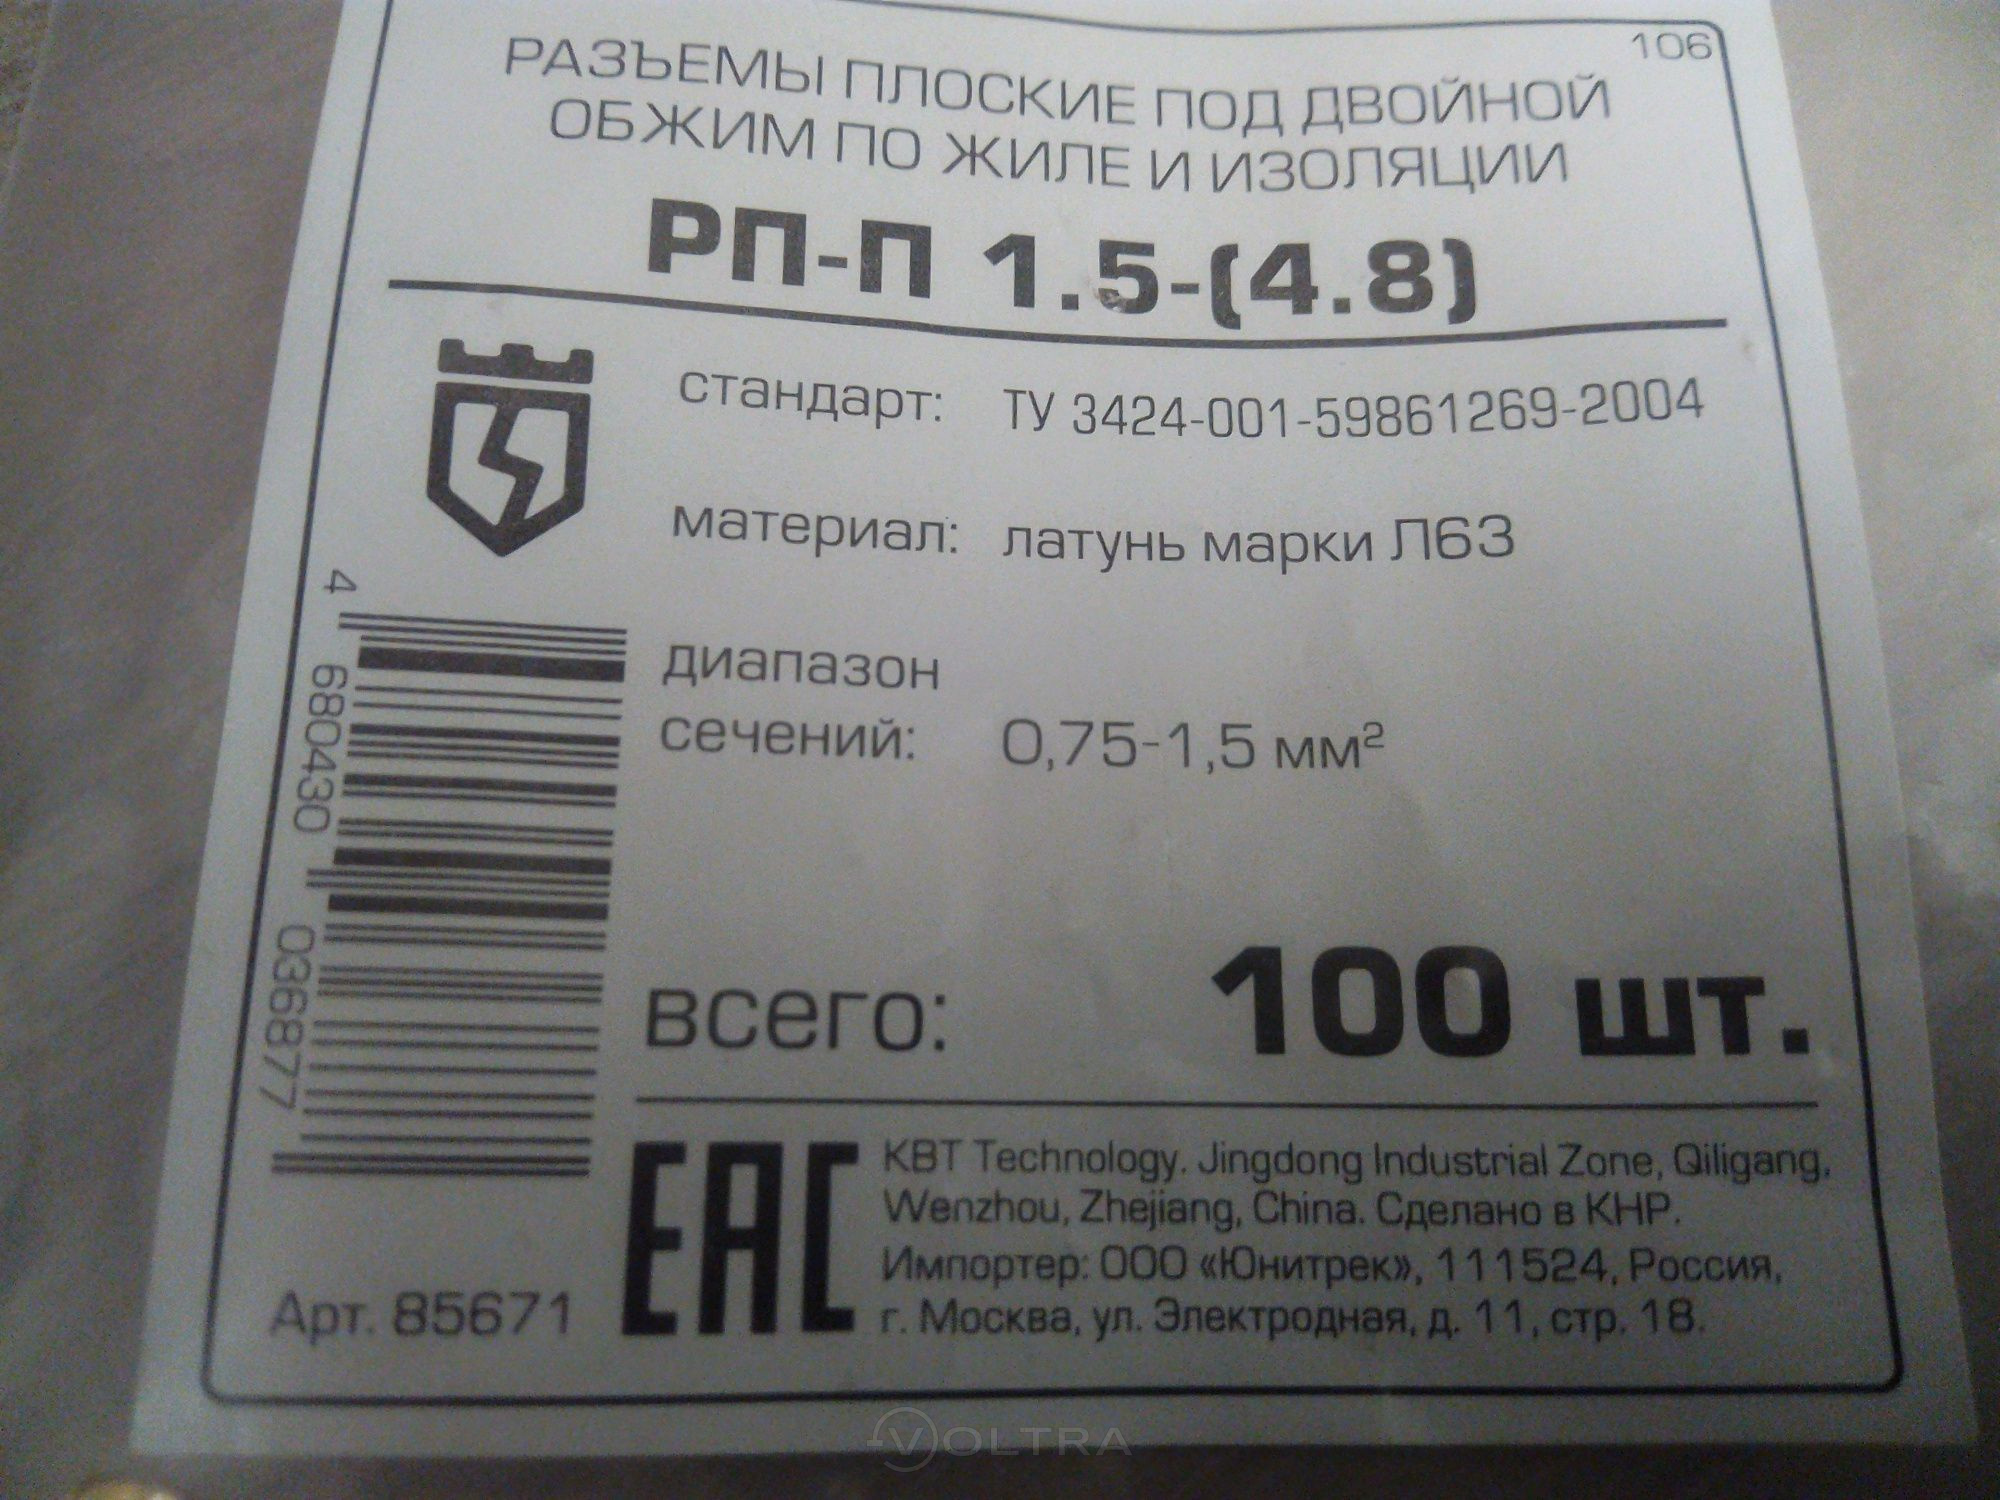 106
РАЗЪЕМЫ ПЛОСКИЕ ПОД ДВОЙНОЙ
ОБЖИМ ПО ЖИЛЕ И ИЗОЛЯЦИИ
РП-П 1.5-(4.8)
стандарт: ТУ 3424-001-59861269-2004
материал: латунь марки Л63
диапазон
сечений: 0,75-1,5 мм²
4 680430 036877
всего: 100 шт.
EAC
KBT Technology. Jingdong Industrial Zone, Qiligang,
Wenzhou, Zhejiang, China. Сделано в КНР.
Импортер: ООО «Юнитрек», 111524, Россия,
г. Москва, ул. Электродная, д. 11, стр. 18.
Арт. 85671
VOLTRA